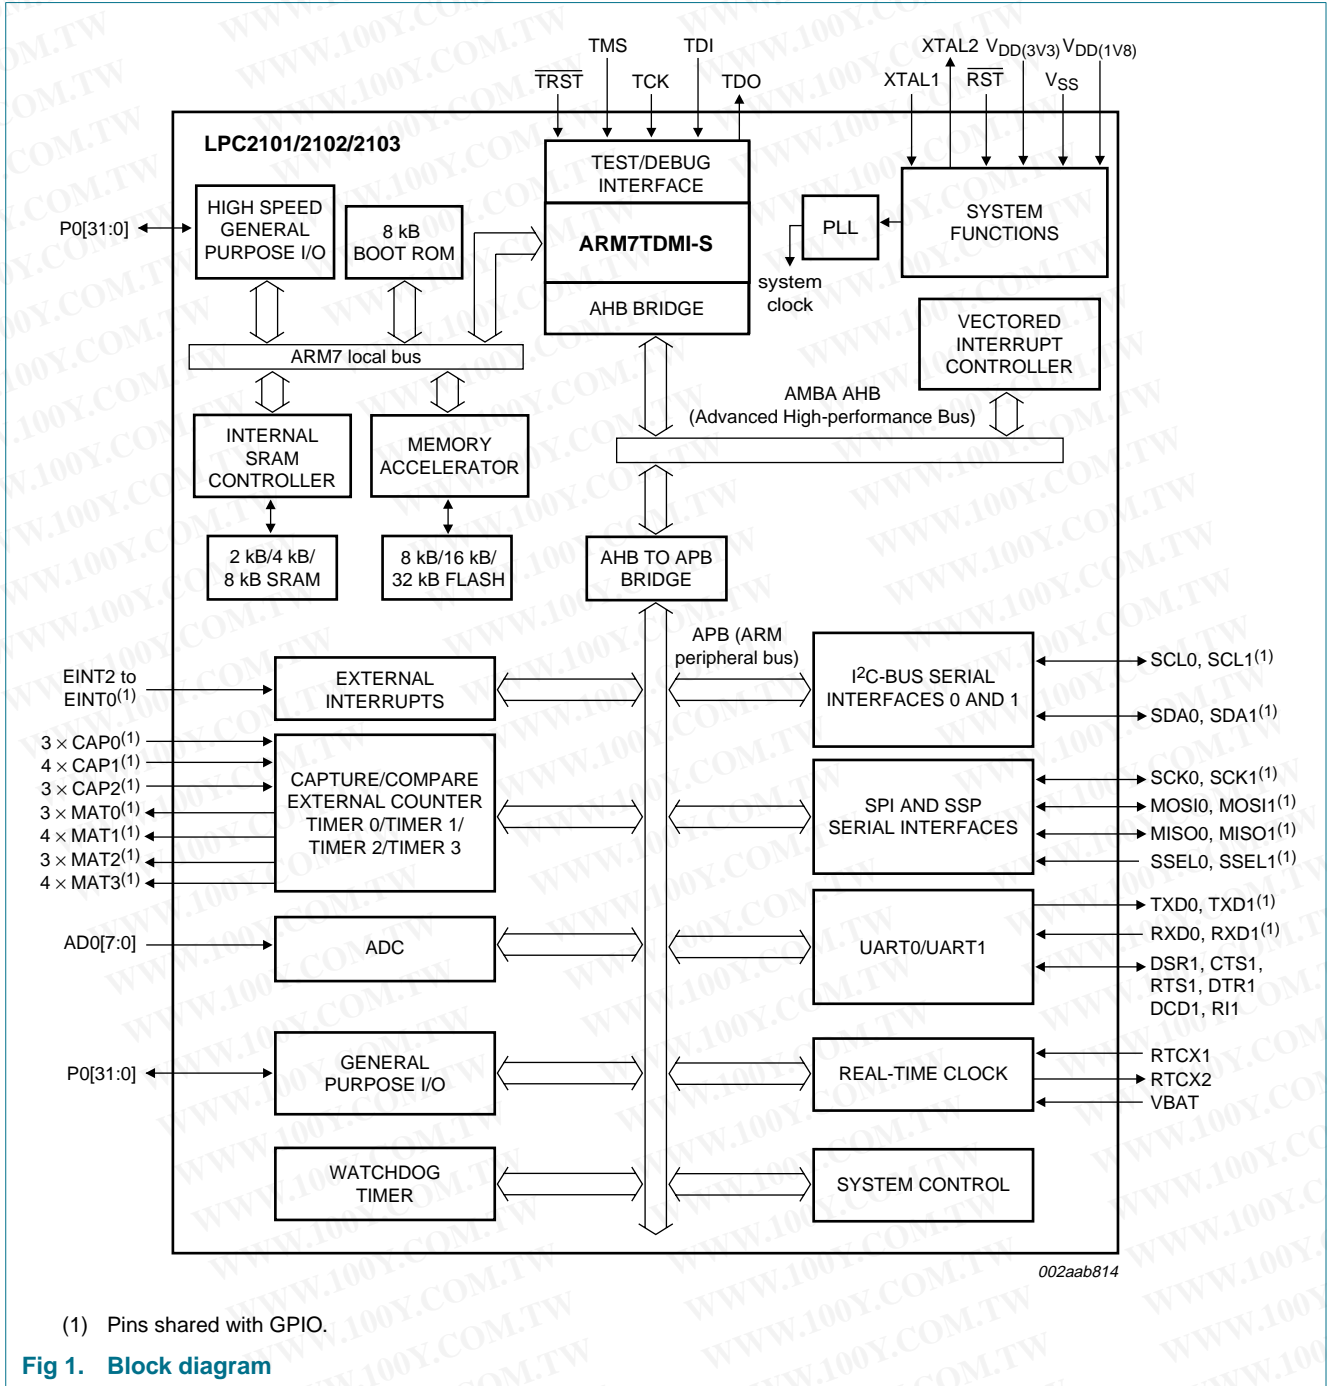 TMS TDI
TRST TCK TDO
XTAL2 VDD(3V3) VDD(1V8)
XTAL1 RST VSS
LPC2101/2102/2103
TEST/DEBUG
INTERFACE
ARM7TDMI-S
AHB BRIDGE
P0[31:0]
HIGH SPEED
GENERAL
PURPOSE I/O
8 kB
BOOT ROM
PLL
system
clock
SYSTEM
FUNCTIONS
VECTORED
INTERRUPT
CONTROLLER
ARM7 local bus
AMBA AHB
(Advanced High-performance Bus)
INTERNAL
SRAM
CONTROLLER
MEMORY
ACCELERATOR
2 kB/4 kB/
8 kB SRAM
8 kB/16 kB/
32 kB FLASH
AHB TO APB
BRIDGE
APB (ARM
peripheral bus)
EINT2 to
EINT0(1)
EXTERNAL
INTERRUPTS
I2C-BUS SERIAL
INTERFACES 0 AND 1
SCL0, SCL1(1)
SDA0, SDA1(1)
3 × CAP0(1)
4 × CAP1(1)
3 × CAP2(1)
3 × MAT0(1)
4 × MAT1(1)
3 × MAT2(1)
4 × MAT3(1)
CAPTURE/COMPARE
EXTERNAL COUNTER
TIMER 0/TIMER 1/
TIMER 2/TIMER 3
SPI AND SSP
SERIAL INTERFACES
SCK0, SCK1(1)
MOSI0, MOSI1(1)
MISO0, MISO1(1)
SSEL0, SSEL1(1)
AD0[7:0]
ADC
UART0/UART1
TXD0, TXD1(1)
RXD0, RXD1(1)
DSR1, CTS1,
RTS1, DTR1
DCD1, RI1
P0[31:0]
GENERAL
PURPOSE I/O
REAL-TIME CLOCK
RTCX1
RTCX2
VBAT
WATCHDOG
TIMER
SYSTEM CONTROL
002aab814
(1) Pins shared with GPIO.
Fig 1. Block diagram
WWW.100Y.COM.TW